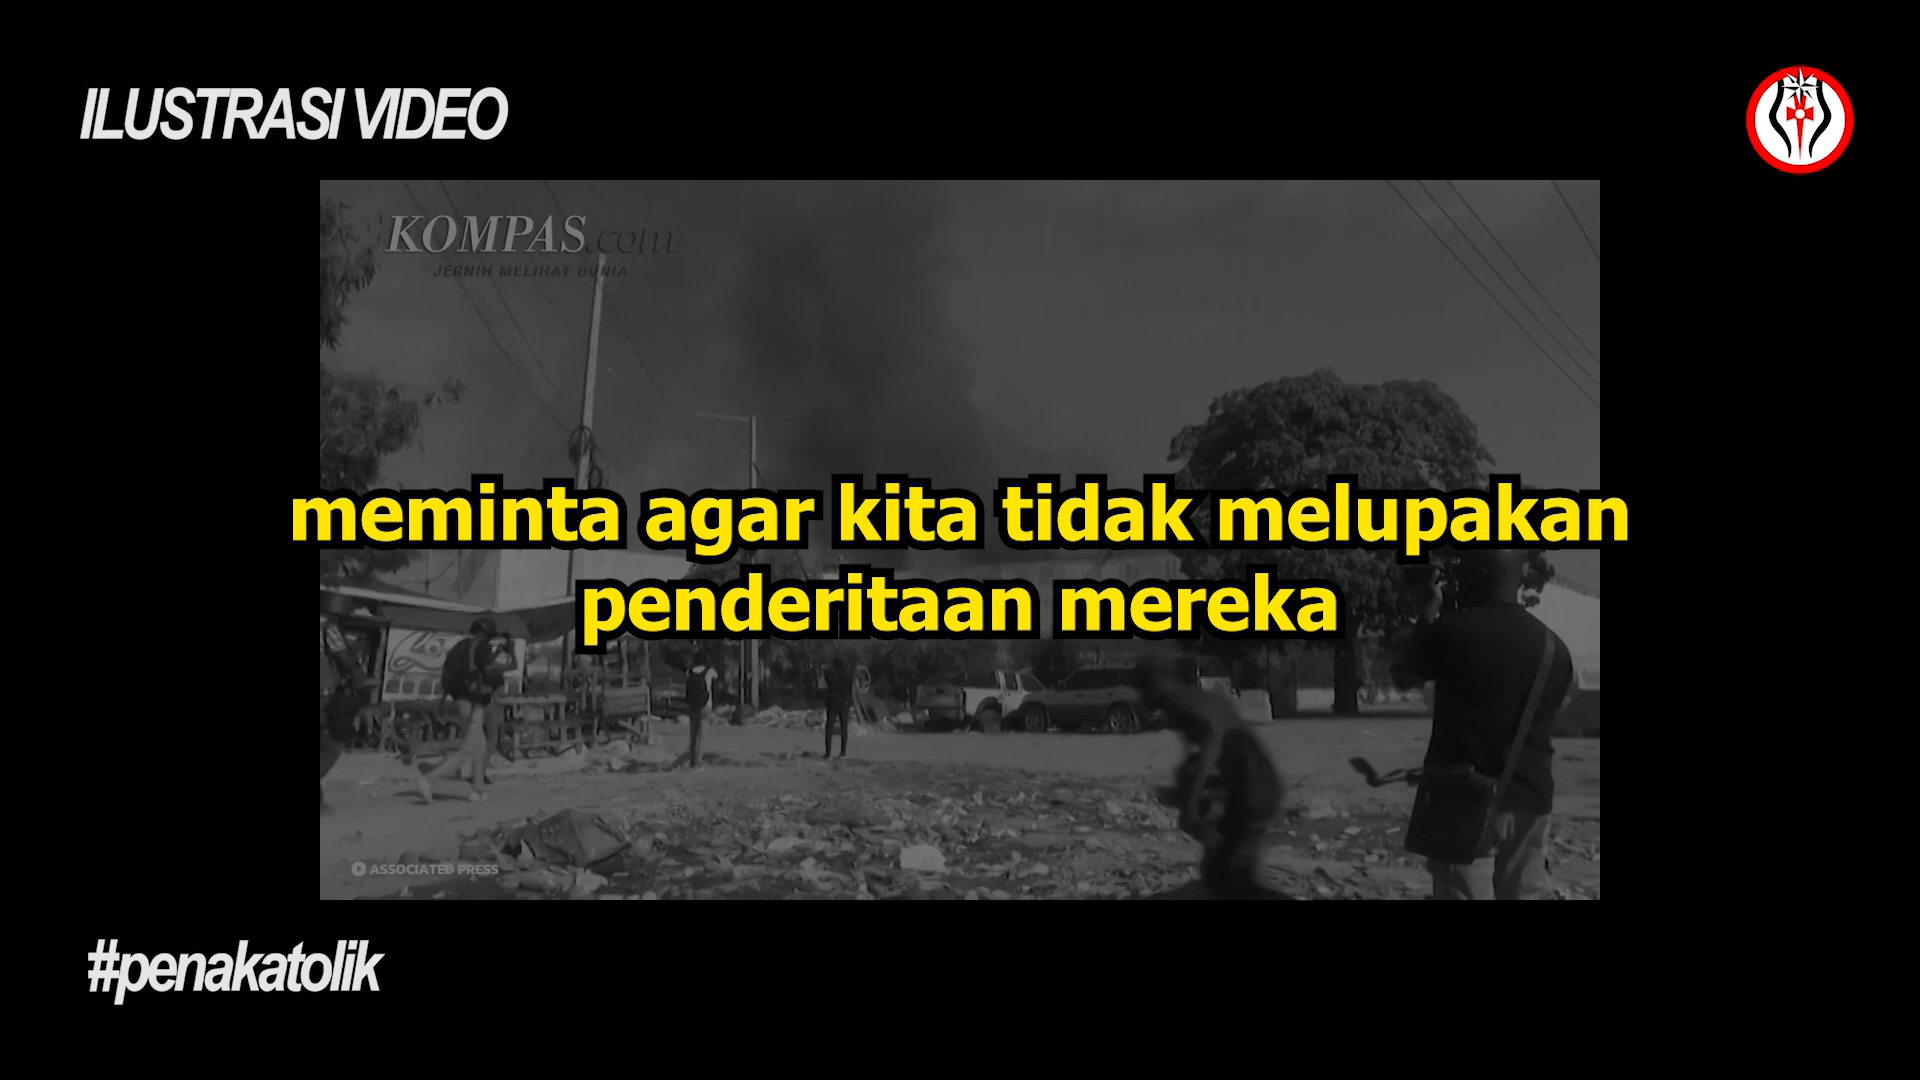 ILUSTRASI VIDEO
KOMPAS.com
JERNIH MELIHAT DUNIA
meminta agar kita tidak melupakan
penderitaan mereka
ASSOCIATED PRESS
#penakatolik